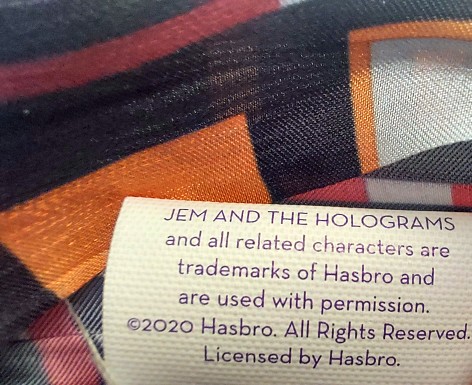 JEM AND THE HOLOGRAMS
and all related characters are
trademarks of Hasbro and
are used with permission.
©2020 Hasbro. All Rights Reserved.
Licensed by Hasbro.